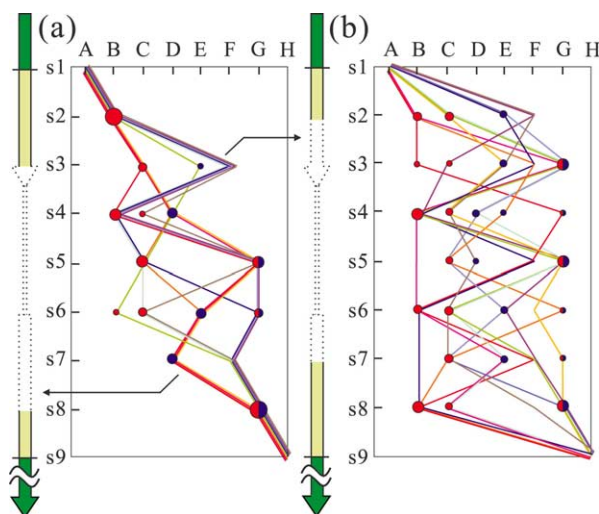 (a) (b)
A B C D E F G H A B C D E F G H
s1 s1
s2 s2
s3 s3
s4 s4
s5 s5
s6 s6
s7 s7
s8 s8
s9 s9